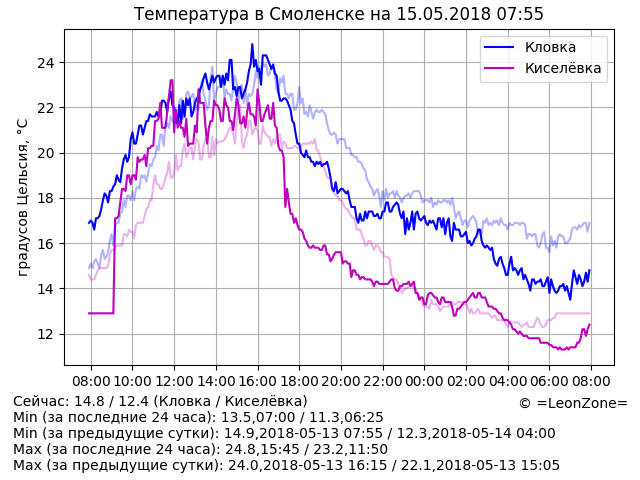 Температура в Смоленске на 15.05.2018 07:55
Кловка
Киселёвка
градусов Цельсия, °C
24
22
20
18
16
14
12
08:00 10:00 12:00 14:00 16:00 18:00 20:00 22:00 00:00 02:00 04:00 06:00 08:00
Сейчас: 14.8 / 12.4 (Кловка / Киселёвка)
© =LeonZone=
Min (за последние 24 часа): 13.5,07:00 / 11.3,06:25
Min (за предыдущие сутки): 14.9,2018-05-13 07:55 / 12.3,2018-05-14 04:00
Max (за последние 24 часа): 24.8,15:45 / 23.2,11:50
Max (за предыдущие сутки): 24.0,2018-05-13 16:15 / 22.1,2018-05-13 15:05